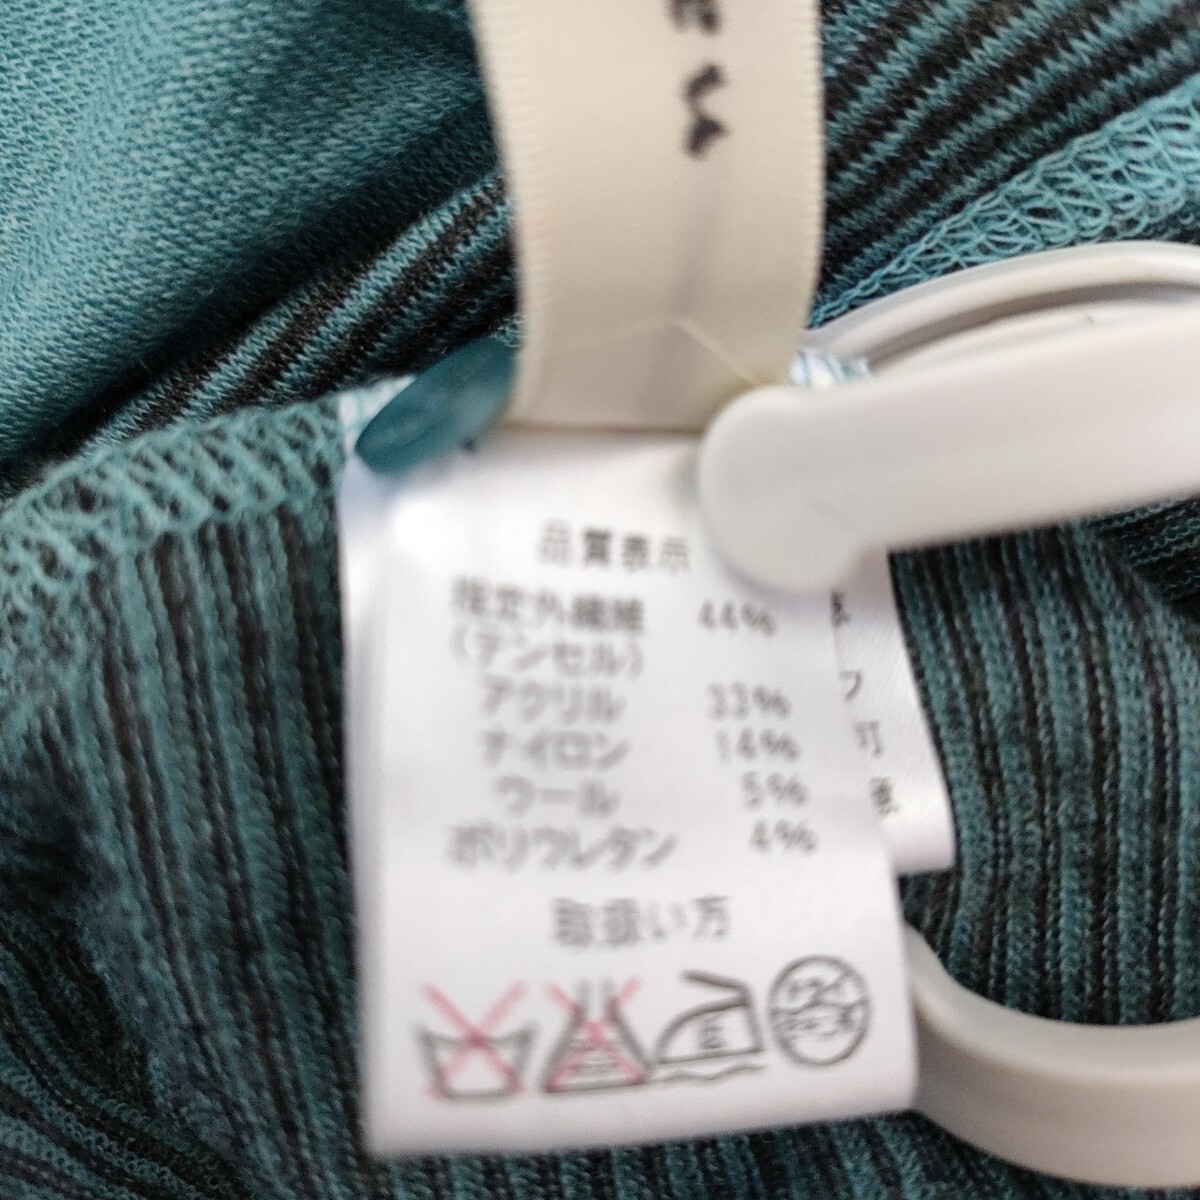 品質表示
指定外繊維 44%
(テンセル)
アクリル 33%
ナイロン 14%
ウール 5%
ポリウレタン 4%
取扱い方